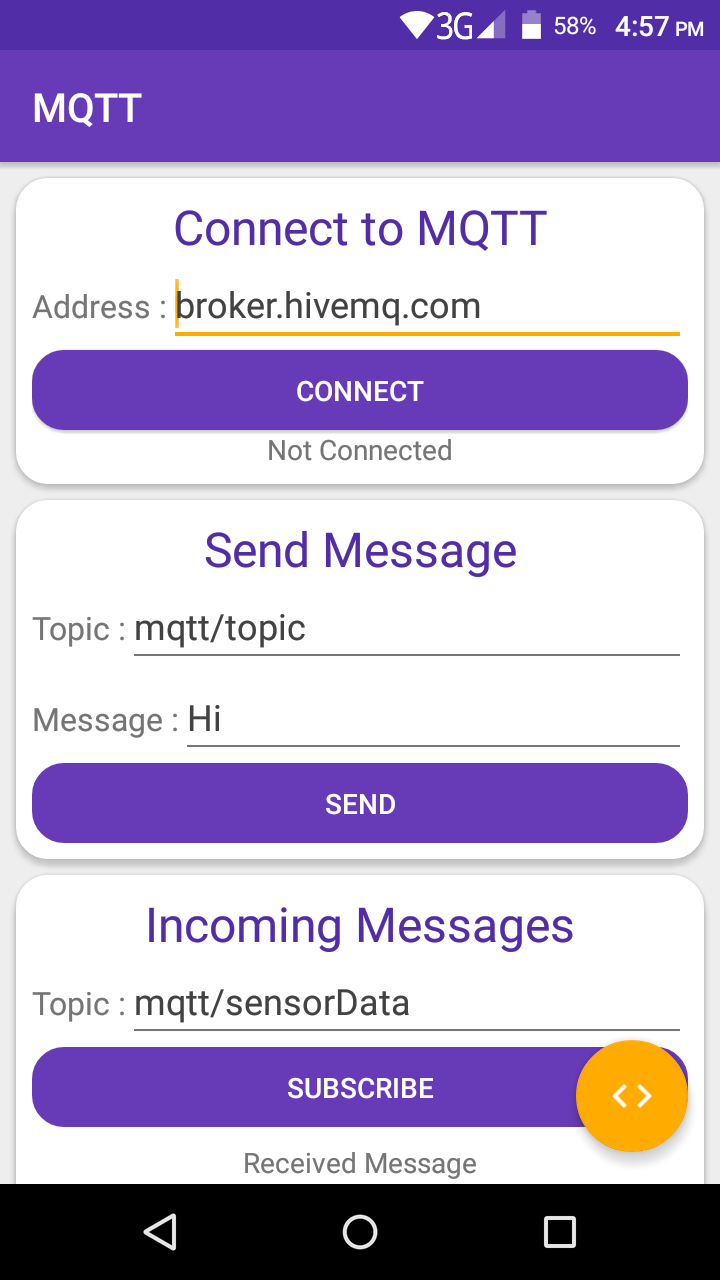 3G 58% 4:57 PM
MQTT
Connect to MQTT
Address : broker.hivemq.com
CONNECT
Not Connected
Send Message
Topic : mqtt/topic
Message : Hi
SEND
Incoming Messages
Topic : mqtt/sensorData
SUBSCRIBE
Received Message